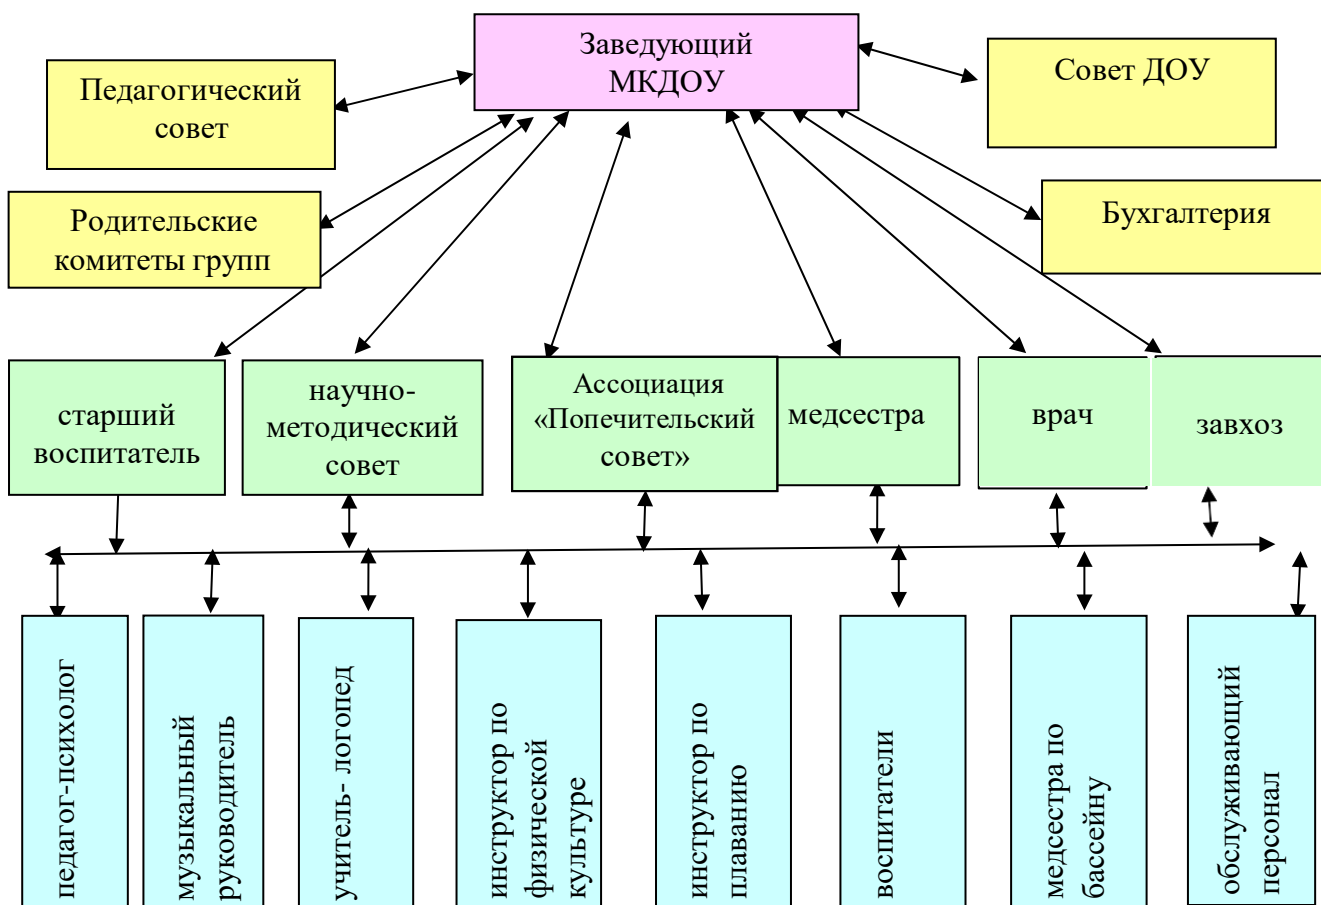 Заведующий
МКДОУ
Педагогический
совет
Совет ДОУ
Родительские
комитеты групп
Бухгалтерия
старший
воспитатель
научно-
методический
совет
Ассоциация
«Попечительский
совет»
медсестра
врач
завхоз
педагог-психолог
музыкальный
руководитель
учитель- логопед
инструктор по
физической
культуре
инструктор по
плаванию
воспитатели
медсестра по
бассейну
обслуживающий
персонал